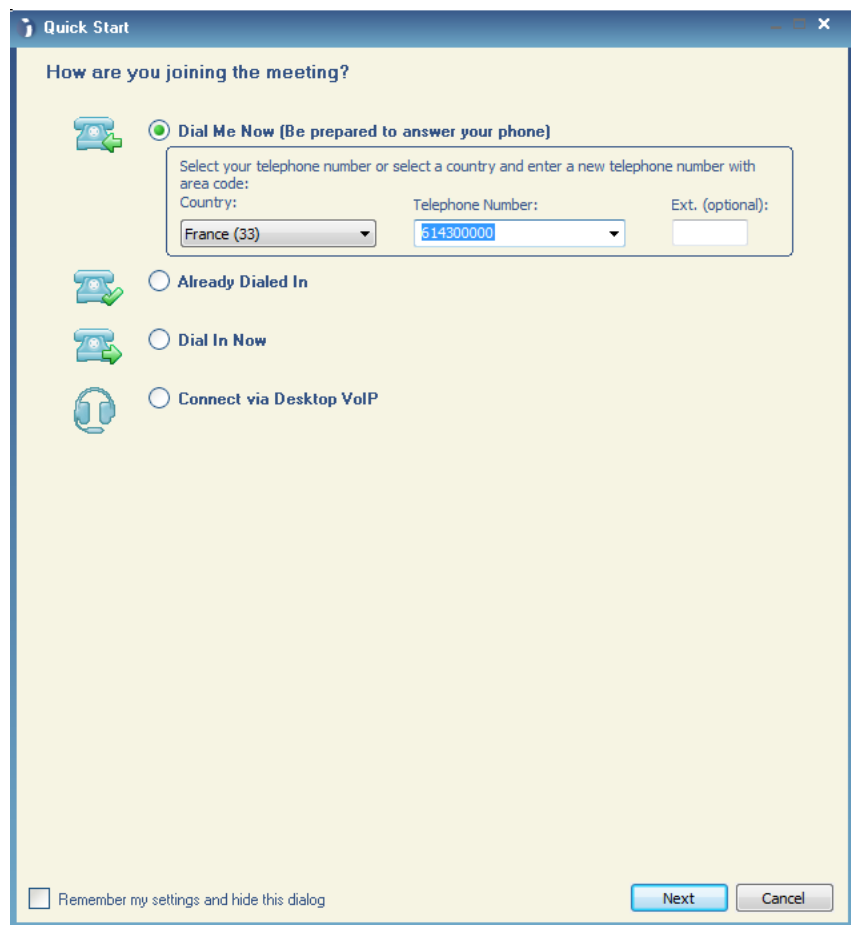 Quick Start
How are you joining the meeting?
Dial Me Now (Be prepared to answer your phone)
Select your telephone number or select a country and enter a new telephone number with
area code:
Country: Telephone Number: Ext. (optional):
France (33) 614300000
Already Dialed In
Dial In Now
Connect via Desktop VoIP
Remember my settings and hide this dialog Next Cancel